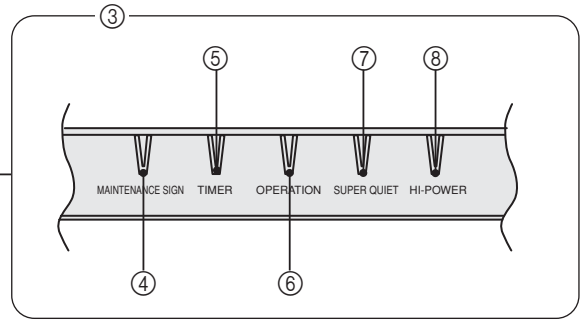 ③
⑤ ⑦ ⑧
MAINTENANCE SIGN TIMER OPERATION SUPER QUIET HI-POWER
④ ⑥